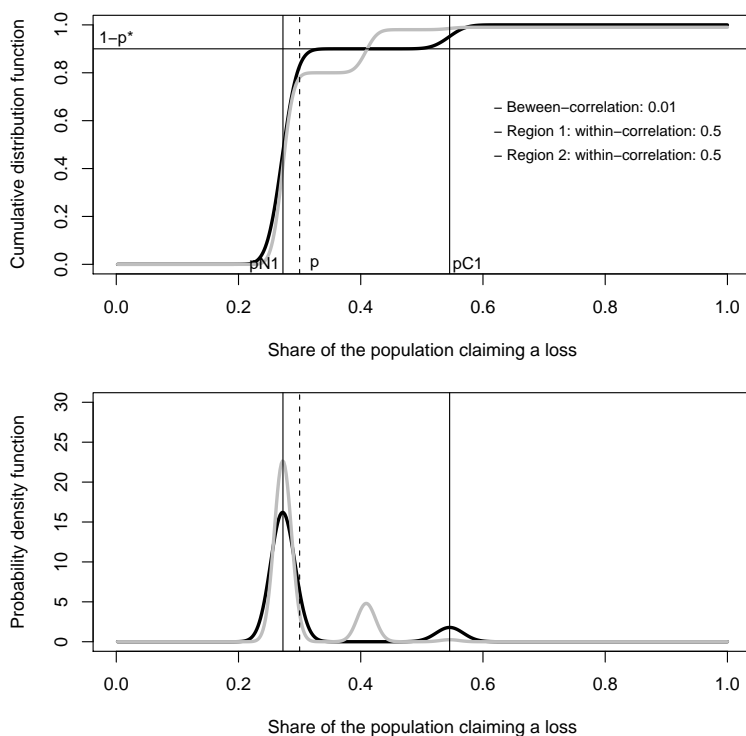 1.0
0.8
0.6
0.4
0.2
0.0
Cumulative distribution function
1−p*
− Beween−correlation: 0.01
− Region 1: within−correlation: 0.5
− Region 2: within−correlation: 0.5
pN1
p
pC1
0.0 0.2 0.4 0.6 0.8 1.0
Share of the population claiming a loss
30
25
20
15
10
5
0
Probability density function
0.0 0.2 0.4 0.6 0.8 1.0
Share of the population claiming a loss